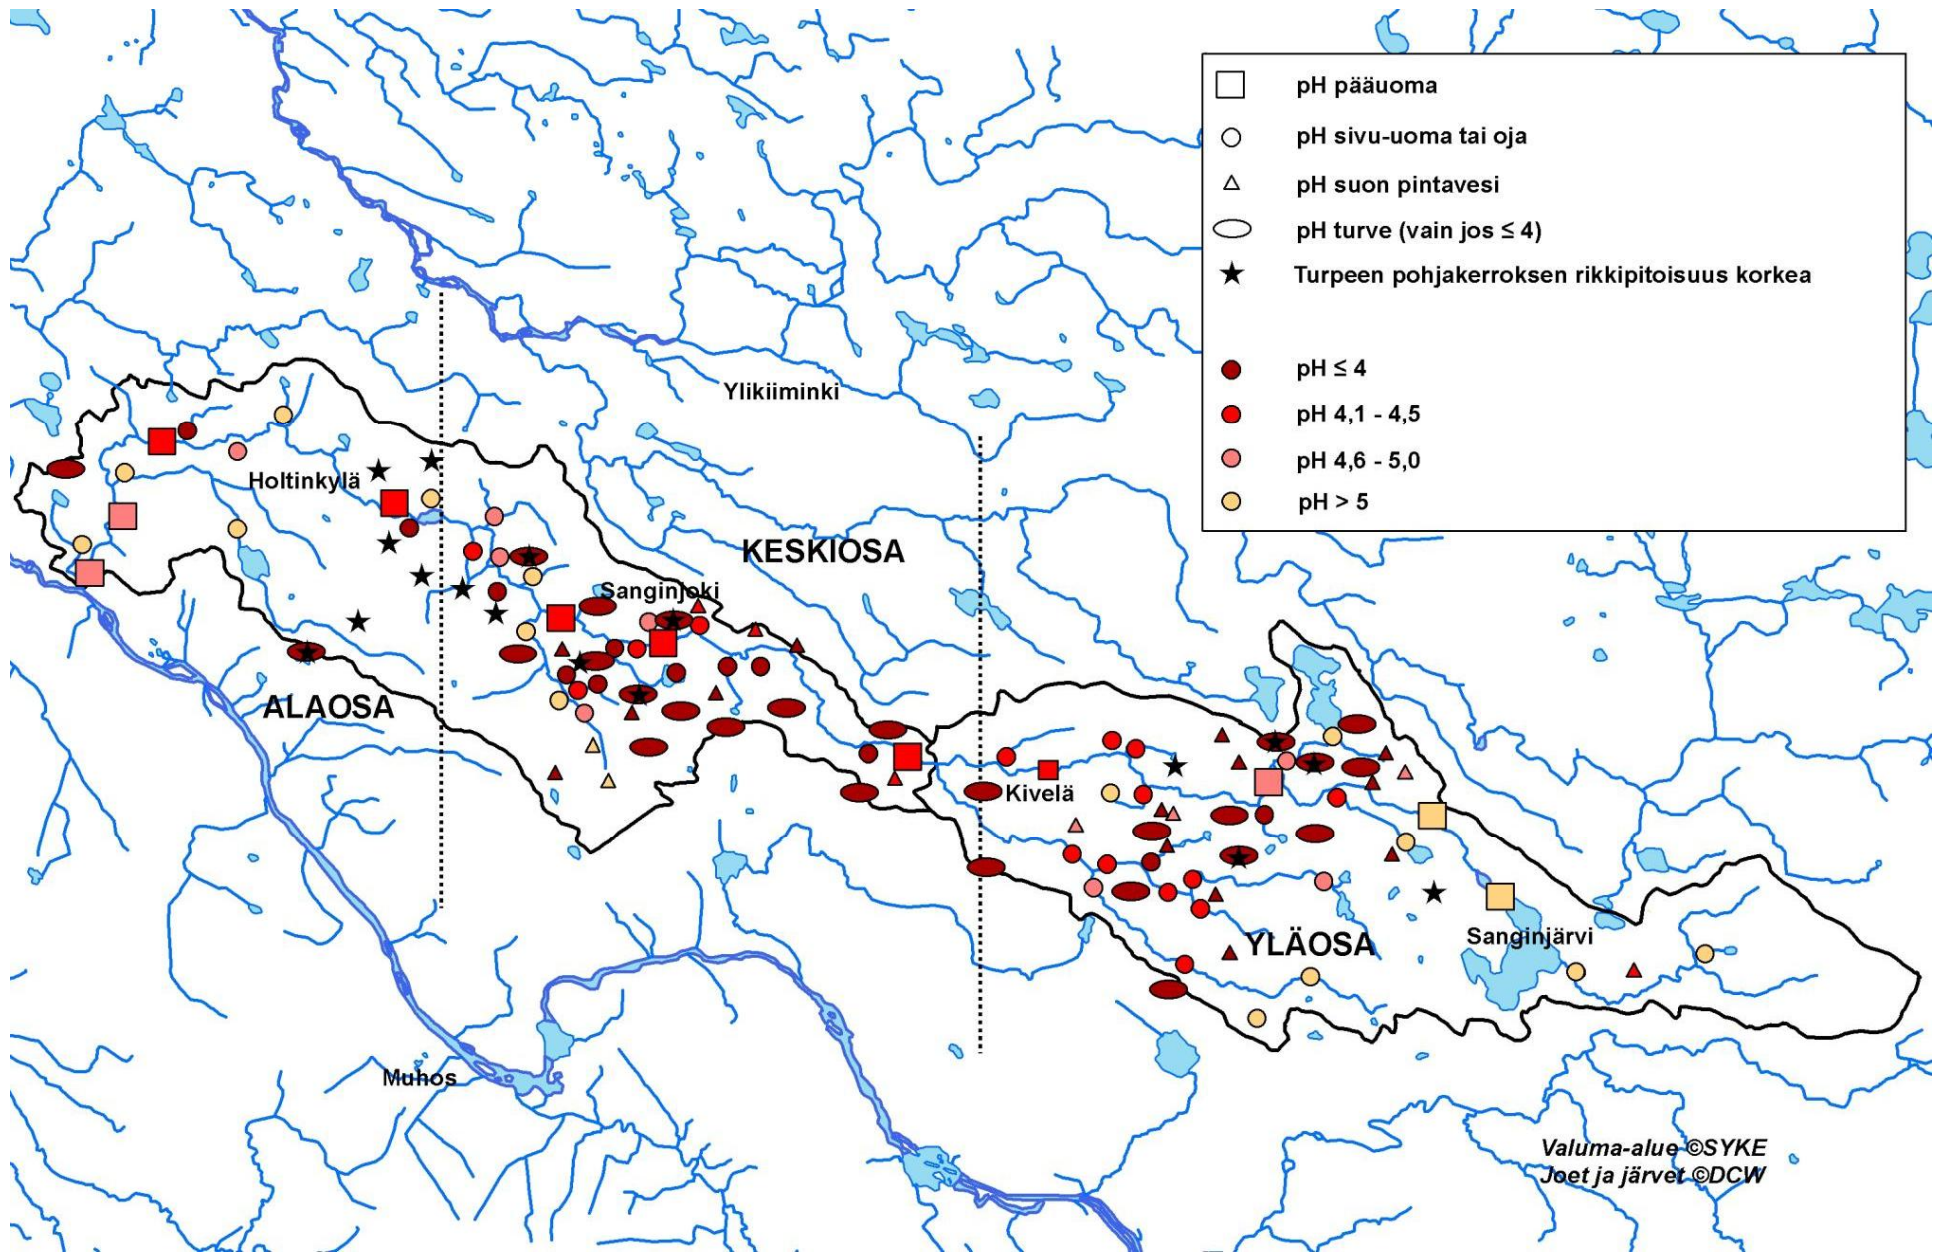 pH pääuoma
pH sivu-uoma tai oja
pH suon pintavesi
pH turve (vain jos ≤ 4)
Turpeen pohjakerroksen rikkipitoisuus korkea
pH ≤ 4
pH 4,1 - 4,5
pH 4,6 - 5,0
pH > 5
Ylikiiminki
Holtinkylä
KESKIOSA
Sanginjoki
ALAOSA
Kivelä
YLÄOSA
Sanginjärvi
Muhos
Valuma-alue ©SYKE
Joet ja järvet ©DCW